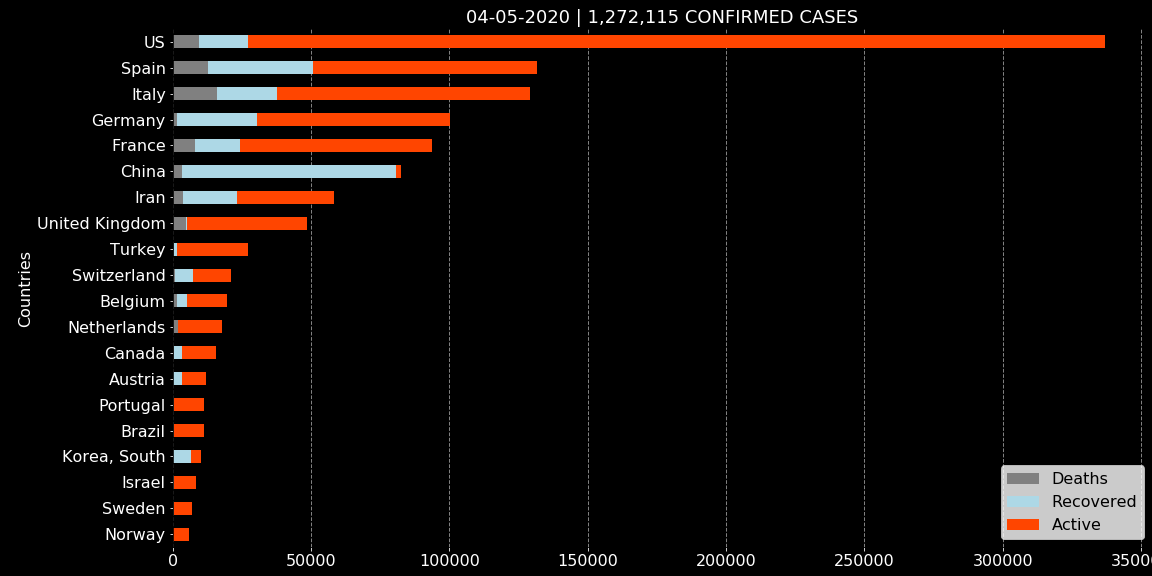 04-05-2020 | 1,272,115 CONFIRMED CASES
Countries
US
Spain
Italy
Germany
France
China
Iran
United Kingdom
Turkey
Switzerland
Belgium
Netherlands
Canada
Austria
Portugal
Brazil
Korea, South
Israel
Sweden
Norway
Deaths
Recovered
Active
0 50000 100000 150000 200000 250000 300000